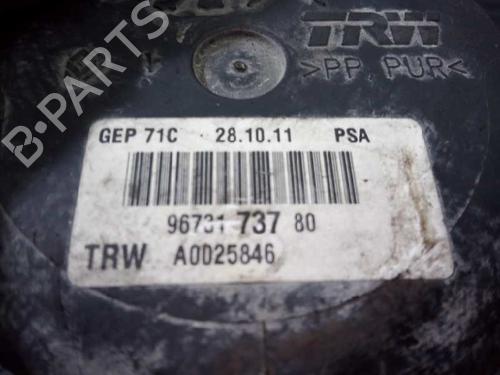 TRW
>PP PUR<
GEP 71C 28.10.11 PSA
96731 737 80
TRW A0025846
B-PARTS